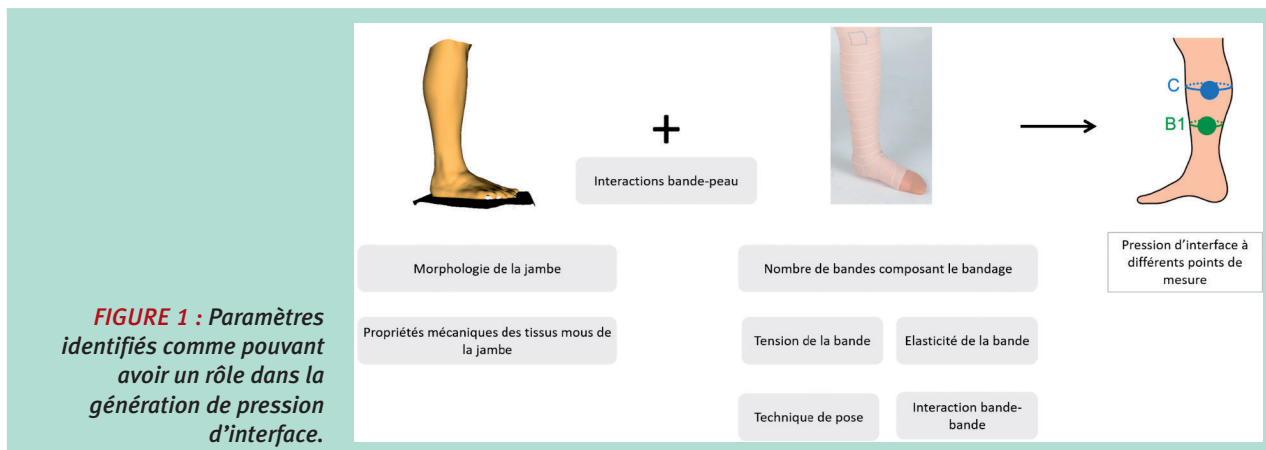 C
B1
Interactions bande-peau
Morphologie de la jambe
Nombre de bandes composant le bandage
Pression d'interface à
différents points de
mesure
Propriétés mécaniques des tissus mous de
la jambe
Tension de la bande
Elasticité de la bande
Technique de pose
Interaction bande-
bande
FIGURE 1 : Paramètres
identifiés comme pouvant
avoir un rôle dans la
génération de pression
d'interface.